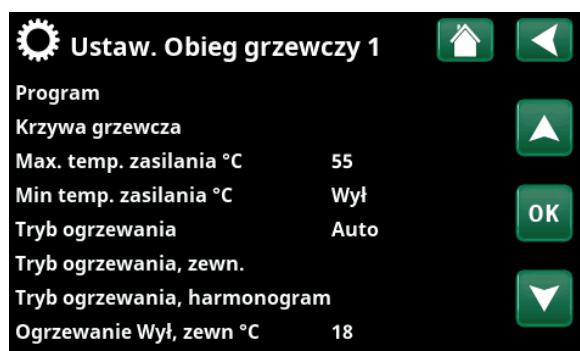 Ustaw. Obieg grzewczy 1
Program
Krzywa grzewcza
Max. temp. zasilania °C 55
Min temp. zasilania °C Wył
Tryb ogrzewania Auto
OK
Tryb ogrzewania, zewn.
Tryb ogrzewania, harmonogram
Ogrzewanie Wył, zewn °C 18